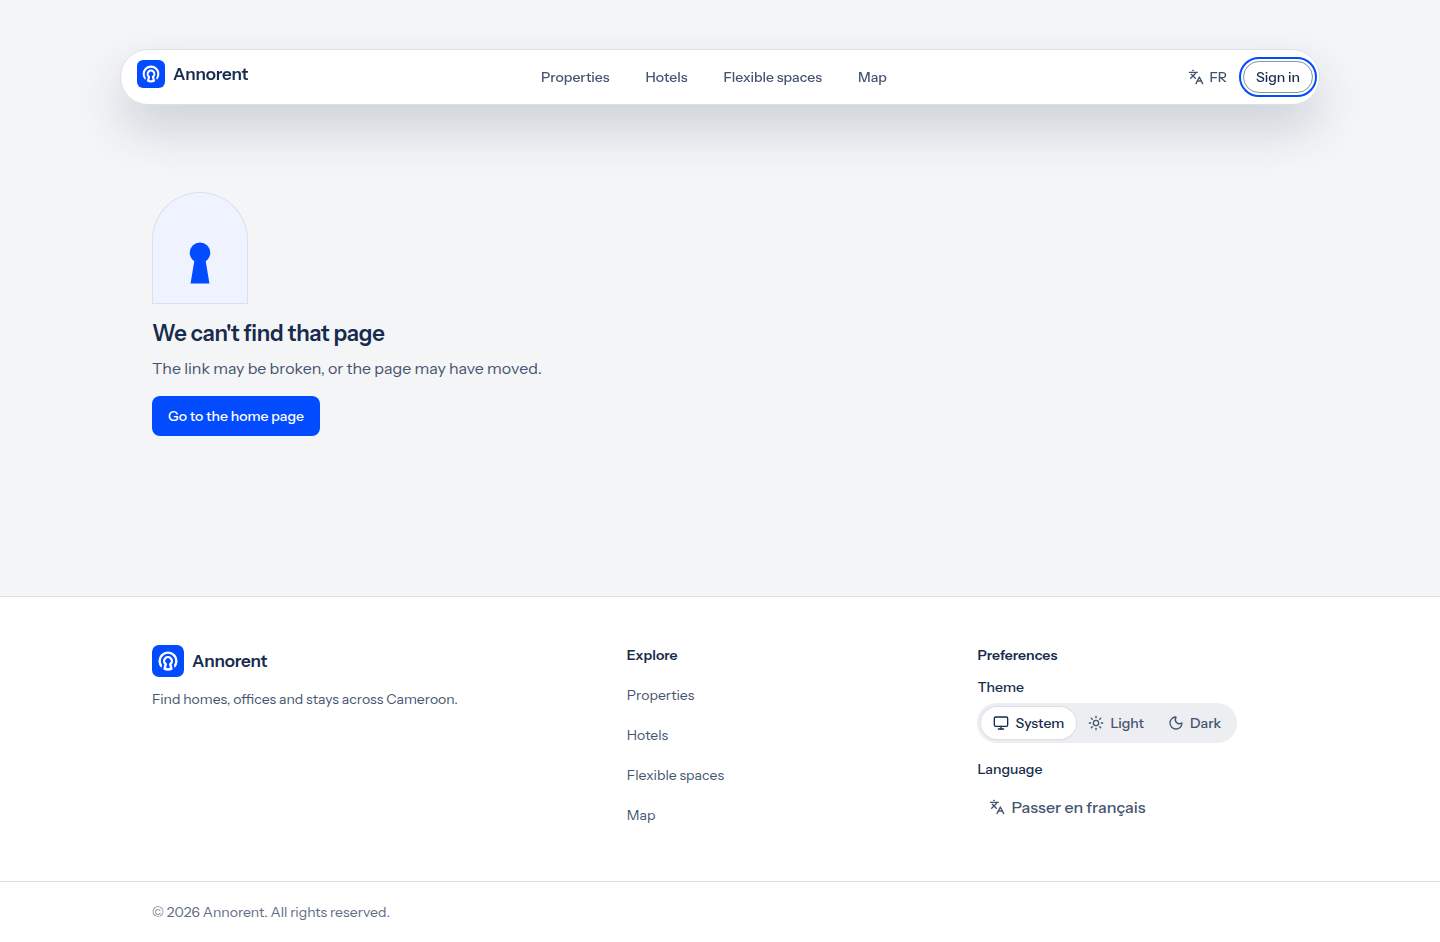 Annorent
Properties
Hotels
Flexible spaces
Map
FR
Sign in
We can't find that page
The link may be broken, or the page may have moved.
Go to the home page
Annorent
Find homes, offices and stays across Cameroon.
Explore
Properties
Hotels
Flexible spaces
Map
Preferences
Theme
System
Light
Dark
Language
Passer en français
© 2026 Annorent. All rights reserved.